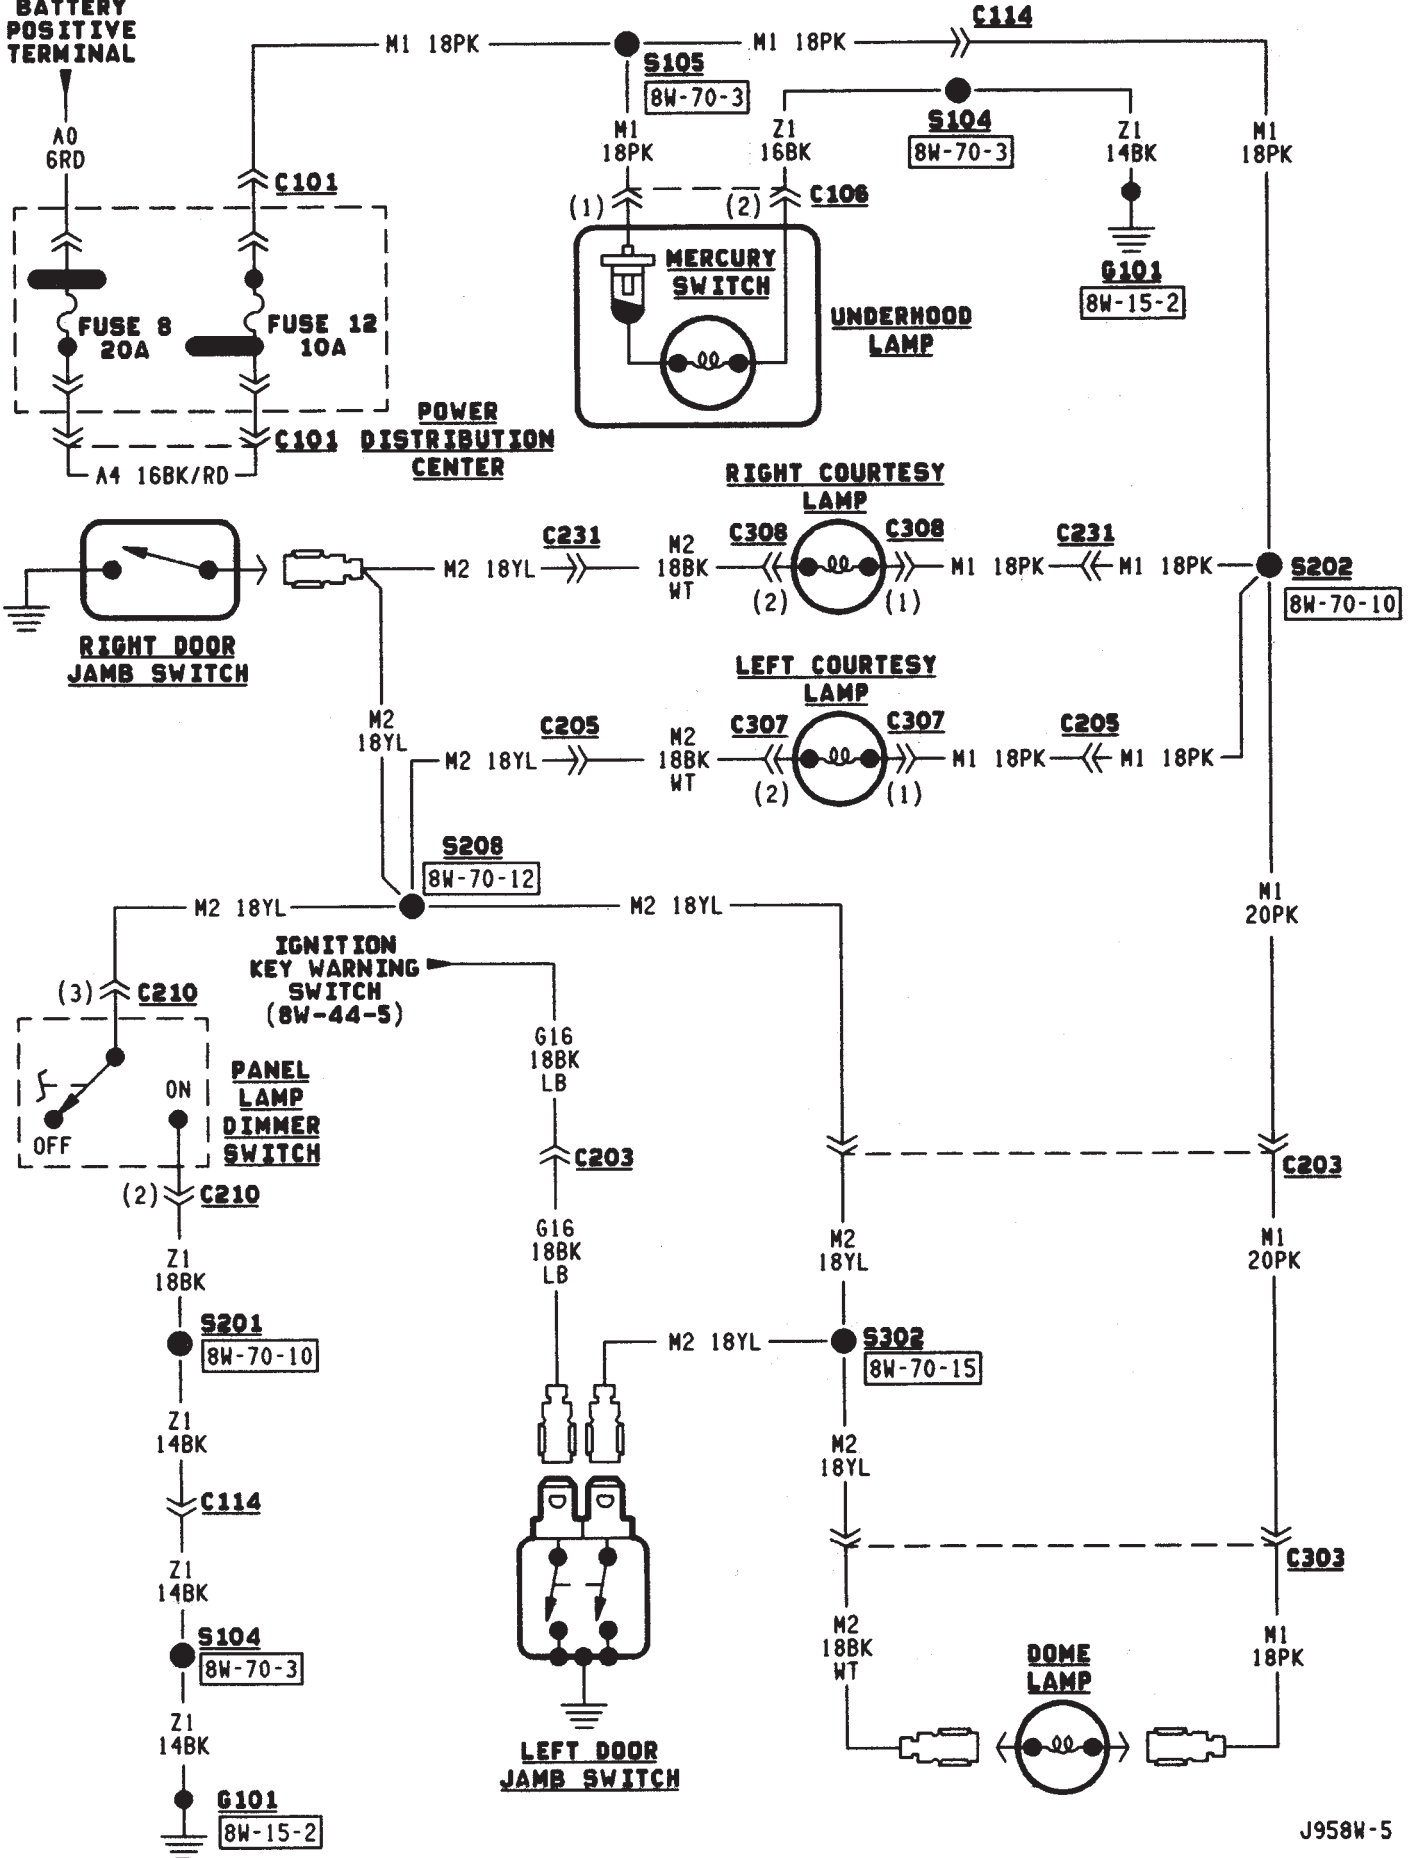 BATTERY
POSITIVE
TERMINAL
A0
6RD
M1 18PK
S105
8W-70-3
M1 18PK
C114
M1
18PK
Z1
16BK
S104
8W-70-3
Z1
14BK
M1
18PK
C101
(1)
(2)
C106
MERCURY
SWITCH
UNDERHOOD
LAMP
G101
8W-15-2
FUSE 8
20A
FUSE 12
10A
C101
POWER
DISTRIBUTION
CENTER
A4 16BK/RD
RIGHT DOOR
JAMB SWITCH
M2 18YL
C231
M2
18BK
WT
C308
(2)
RIGHT COURTESY
LAMP
C308
(1)
M1 18PK
C231
M1 18PK
S202
8W-70-10
M2
18YL
M2 18YL
C205
M2
18BK
WT
C307
(2)
LEFT COURTESY
LAMP
C307
(1)
M1 18PK
C205
M1 18PK
S208
8W-70-12
M2 18YL
M2 18YL
M1
20PK
IGNITION
KEY WARNING
SWITCH
(8W-44-5)
(3)
C210
ON
OFF
PANEL
LAMP
DIMMER
SWITCH
(2)
C210
G16
18BK
LB
C203
G16
18BK
LB
C203
M2
18YL
M1
20PK
Z1
18BK
S201
8W-70-10
Z1
14BK
C114
Z1
14BK
S104
8W-70-3
Z1
14BK
G101
8W-15-2
M2 18YL
S302
8W-70-15
M2
18YL
C303
M2
18BK
WT
DOME
LAMP
M1
18PK
LEFT DOOR
JAMB SWITCH
J958W-5